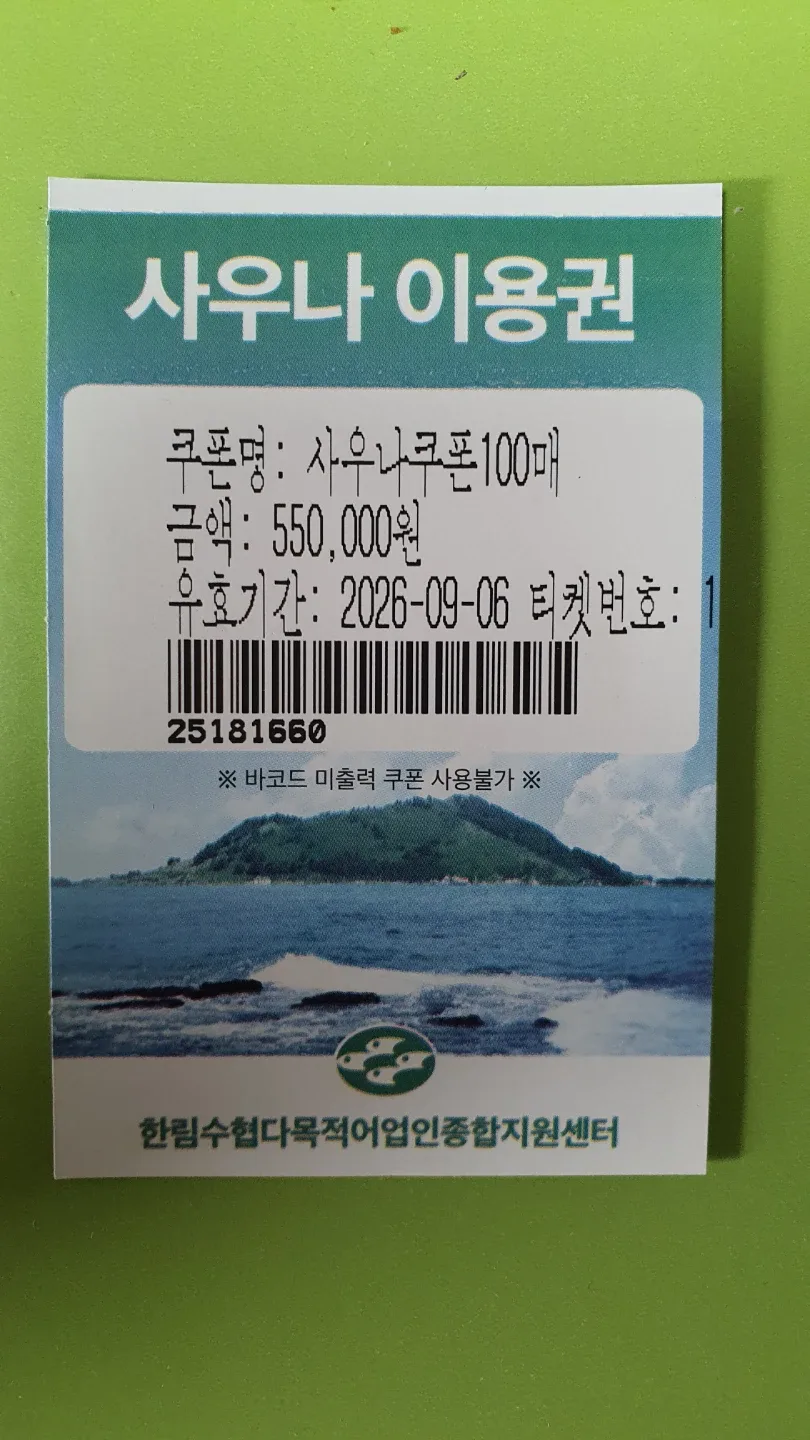 사우나 이용권
쿠폰명: 사우나쿠폰100매
금액: 550,000원
유효기간: 2026-09-06 티켓번호: 1
25181660
※ 바코드 미출력 쿠폰 사용불가 ※
한림수협다목적어업인종합지원센터